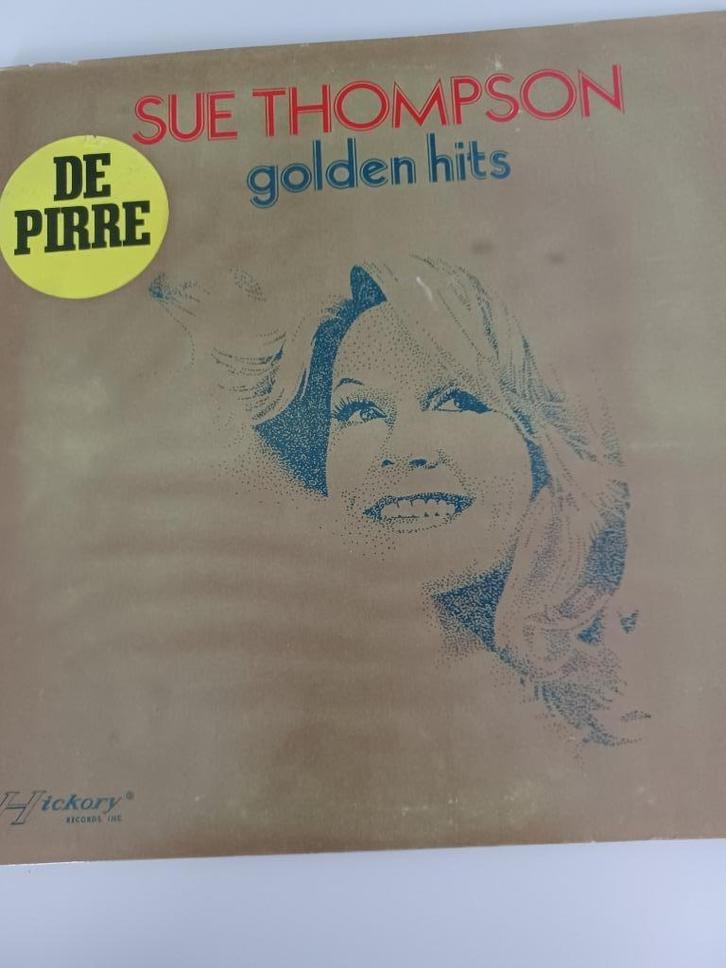 SUE THOMPSON
golden hits
DE
PIRRE
Hickory®
RECORDS INC.